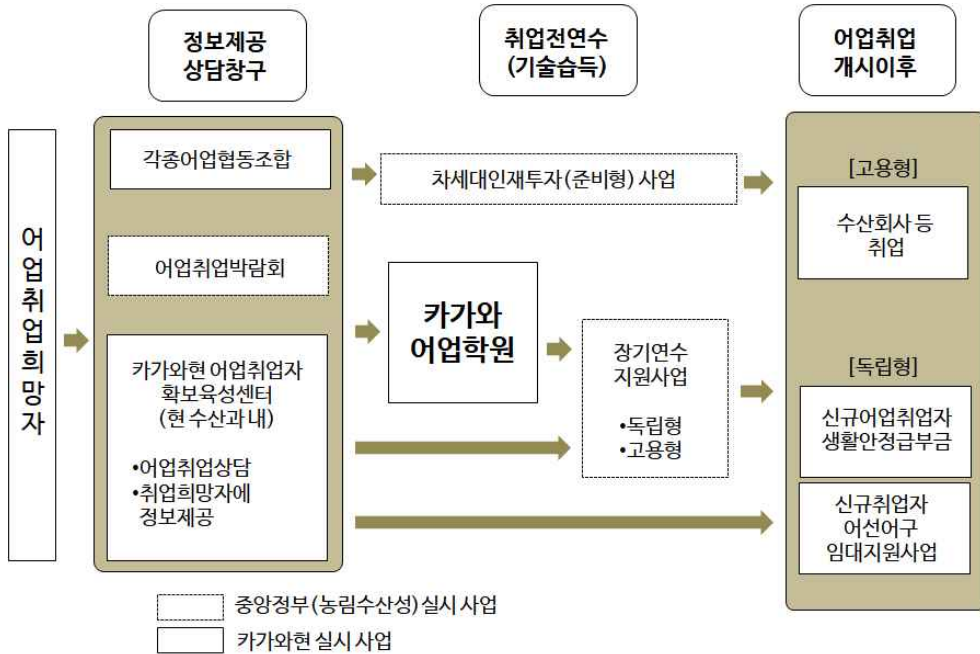 정보제공
상담창구
취업전연수
(기술습득)
어업취업
개시이후
어업취업희망자
각종어업협동조합
어업취업박람회
카가와현 어업취업자
확보육성센터
(현 수산과 내)
•어업취업상담
•취업희망자에
정보제공
차세대인재투자(준비형) 사업
카가와
어업학원
장기연수
지원사업
•독립형
•고용형
[고용형]
수산회사 등
취업
[독립형]
신규어업취업자
생활안정급부금
신규취업자
어선어구
임대지원사업
중앙정부(농림수산성) 실시 사업
카가와현 실시 사업